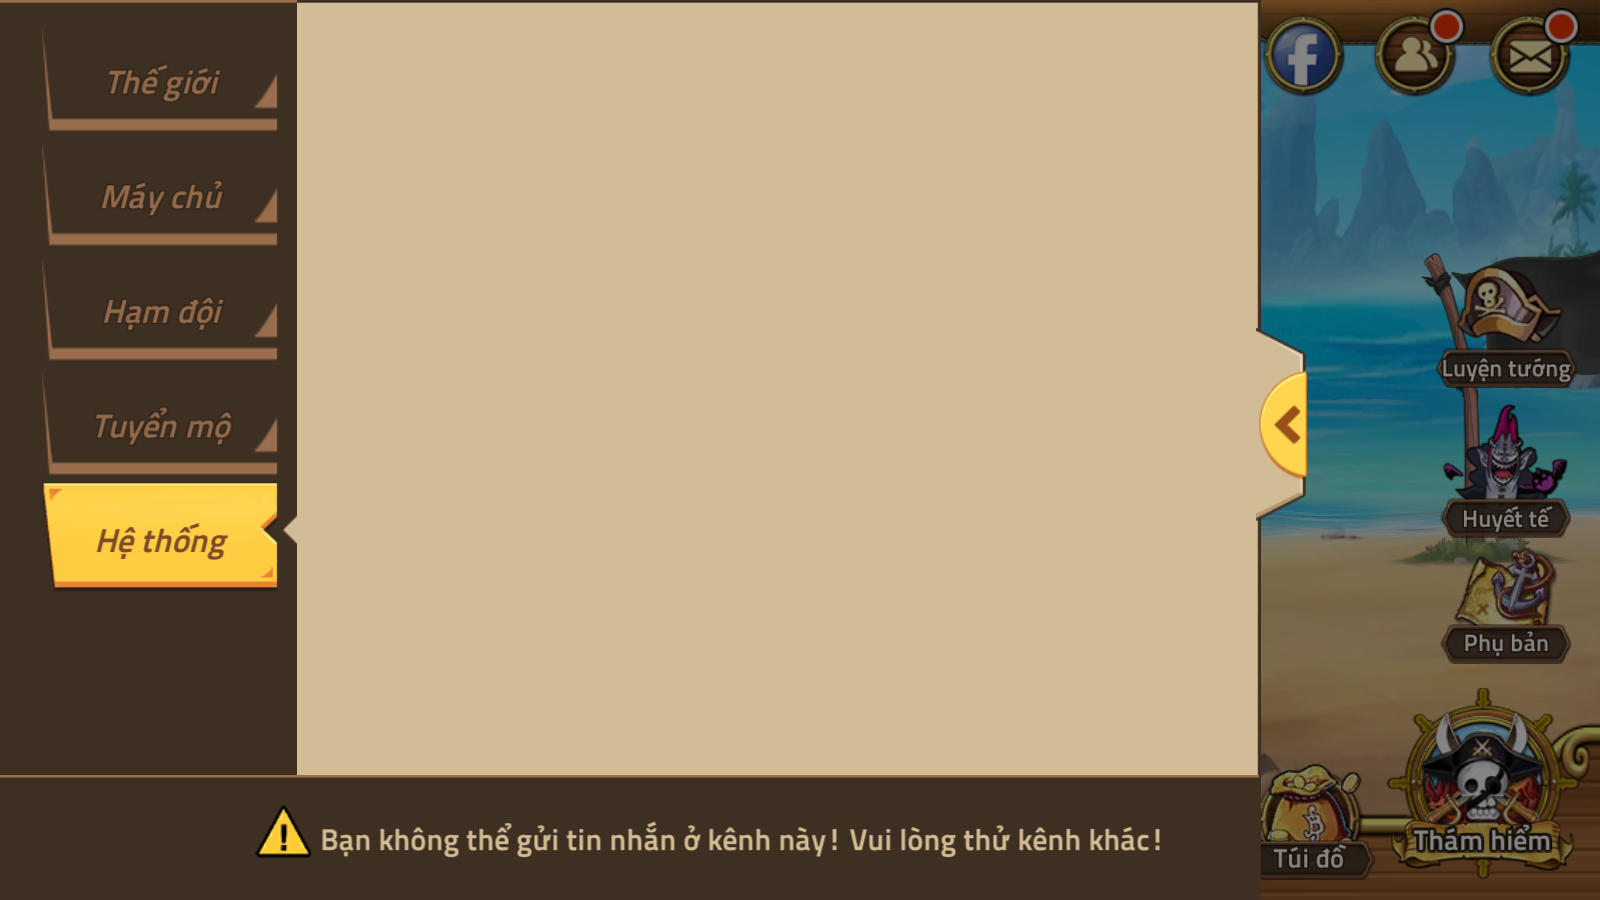 Thế giới
Máy chủ
Hạm đội
Tuyển mộ
Hệ thống
Bạn không thể gửi tin nhắn ở kênh này! Vui lòng thử kênh khác!
Luyện tướng
Huyết tế
Phụ bản
Túi đồ
Thám hiểm